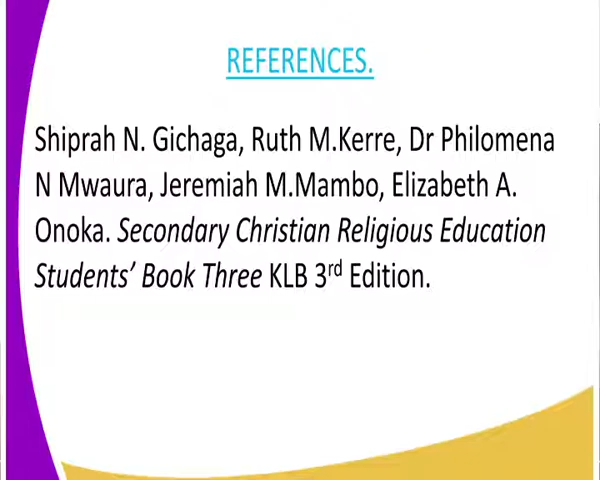 REFERENCES.
Shiprah N. Gichaga, Ruth M.Kerre, Dr Philomena
N Mwaura, Jeremiah M.Mambo, Elizabeth A.
Onoka. Secondary Christian Religious Education
Students’ Book Three KLB 3rd Edition.